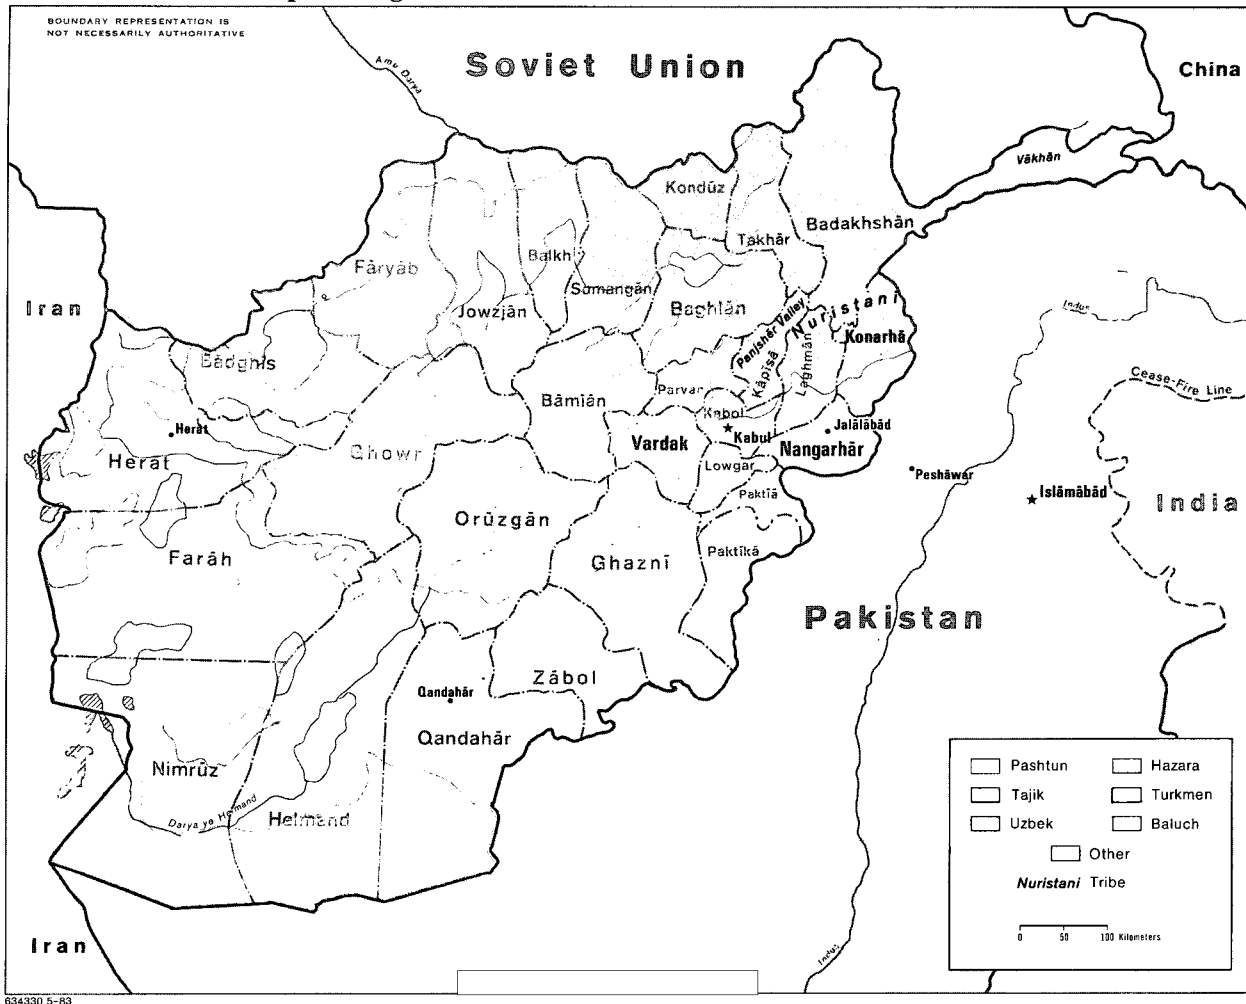 BOUNDARY REPRESENTATION IS
NOT NECESSARILY AUTHORITATIVE
Soviet Union
China
Amu Darya
Vākhān
Kondūz
Badakhshān
Takhār
Fāryāb
Balkh
Samangān
Baghlān
Jowzjān
Iran
Nuristani
Panjshēr Valley
Konarhā
Indus
Bādghīs
Kāpīsā
Laghmān
Parvān
Cease-Fire Line
Bāmīān
Kabol
Kabul
Jalālābād
Herāt
Herāt
Ghowr
Vardak
Nangarhār
Lowgar
Peshāwar
Islāmābād
Paktīā
India
Orūzgān
Farāh
Ghaznī
Paktīkā
Pakistan
Zābol
Qandahār
Qandahār
Nimrūz
Darya ye Helmand
Helmand
Pashtun
Hazara
Tajik
Turkmen
Uzbek
Baluch
Other
Nuristani Tribe
0 50 100 Kilometers
Iran
Indus
634330 5-83